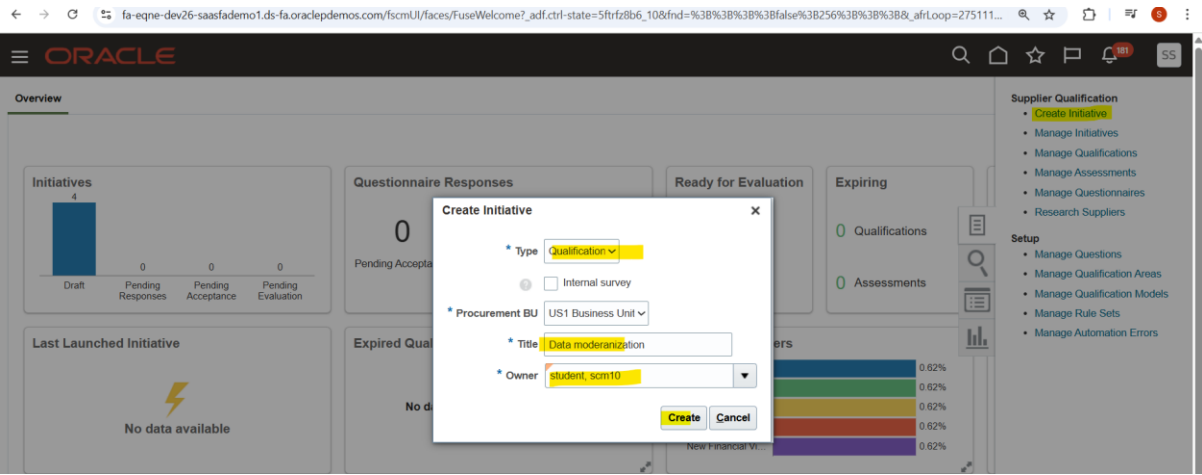 fa-eqne-dev26-saasfademo1.ds-fa.oraclepdemos.com/fscmUI/faces/FuseWelcome?_adf.ctrl-state=5ftrfz8b6_10&fnd=%3B%3B%3B%3Bfalse%3B256%3B%3B%3B&_afrLoop=275111...
S
ORACLE
181
SS
Overview
Supplier Qualification
Create Initiative
Manage Initiatives
Manage Qualifications
Manage Assessments
Manage Questionnaires
Research Suppliers
Setup
Manage Questions
Manage Qualification Areas
Manage Qualification Models
Manage Rule Sets
Manage Automation Errors
Initiatives
4
0
0
0
Draft
Pending Responses
Pending Acceptance
Pending Evaluation
Questionnaire Responses
0
Pending Accepta
Ready for Evaluation
Expiring
0 Qualifications
0 Assessments
Create Initiative
* Type Qualification
Internal survey
* Procurement BU US1 Business Unit
* Title Data moderanization
* Owner student, scm10
Create Cancel
Last Launched Initiative
No data available
Expired Qual
No da
ers
0.62%
0.62%
0.62%
0.62%
New Financial Vi... 0.62%